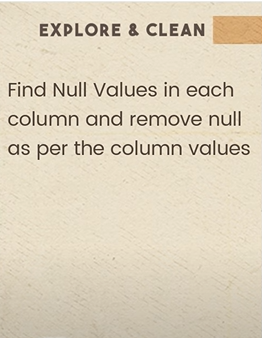 EXPLORE & CLEAN
Find Null Values in each
column and remove null
as per the column values